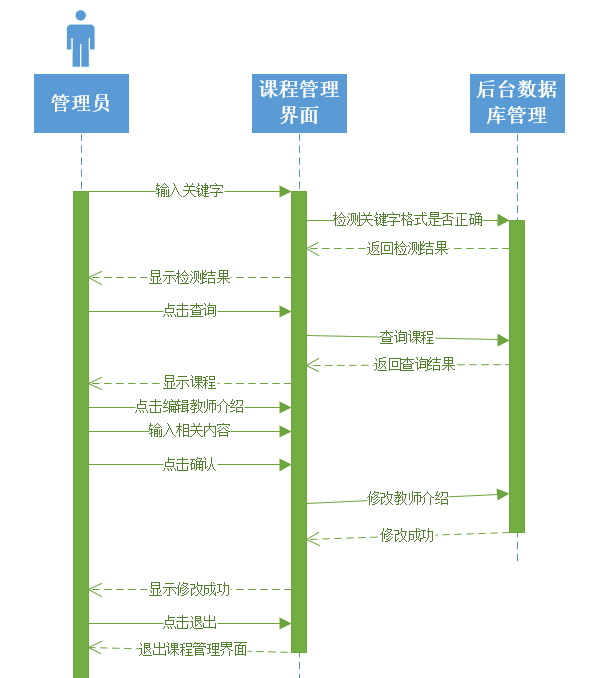 管理员
课程管理
界面
后台数据
库管理
输入关键字
检测关键字格式是否正确
返回检测结果
显示检测结果
点击查询
查询课程
返回查询结果
显示课程
点击编辑教师介绍
输入相关内容
点击确认
修改教师介绍
修改成功
显示修改成功
点击退出
退出课程管理界面